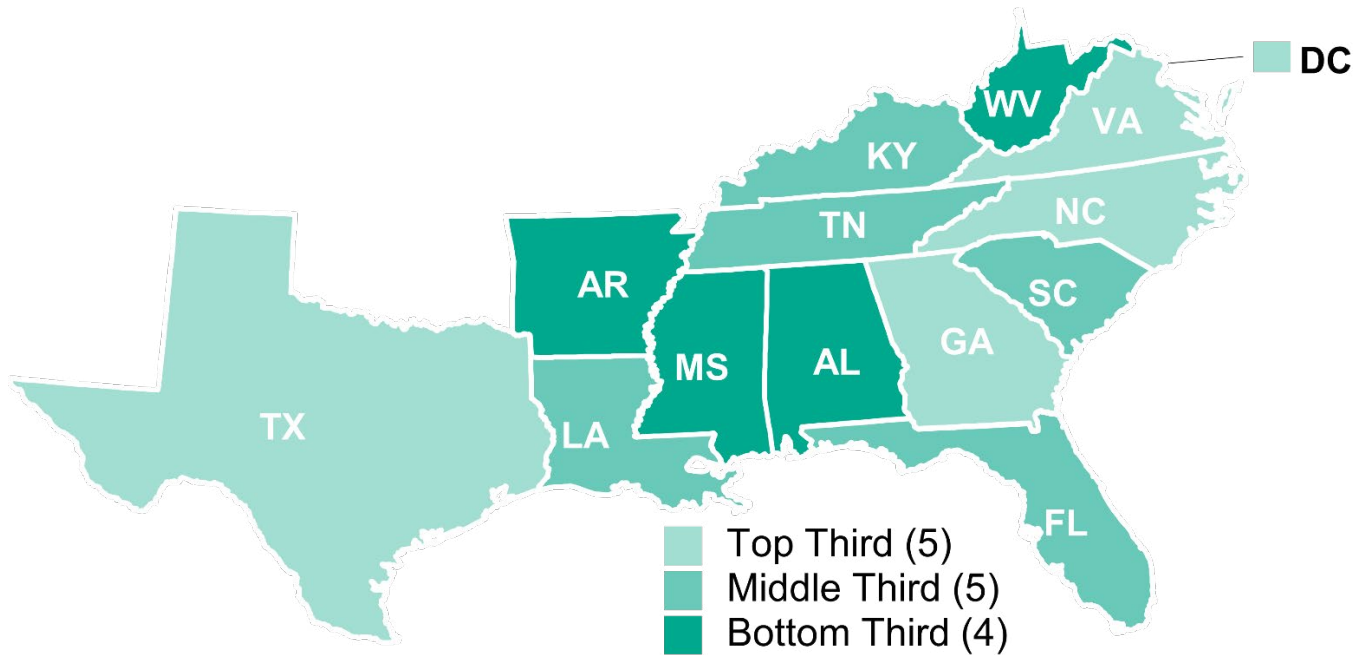 DC
WV
VA
KY
NC
TN
AR
SC
GA
MS
AL
TX
LA
FL
Top Third (5)
Middle Third (5)
Bottom Third (4)